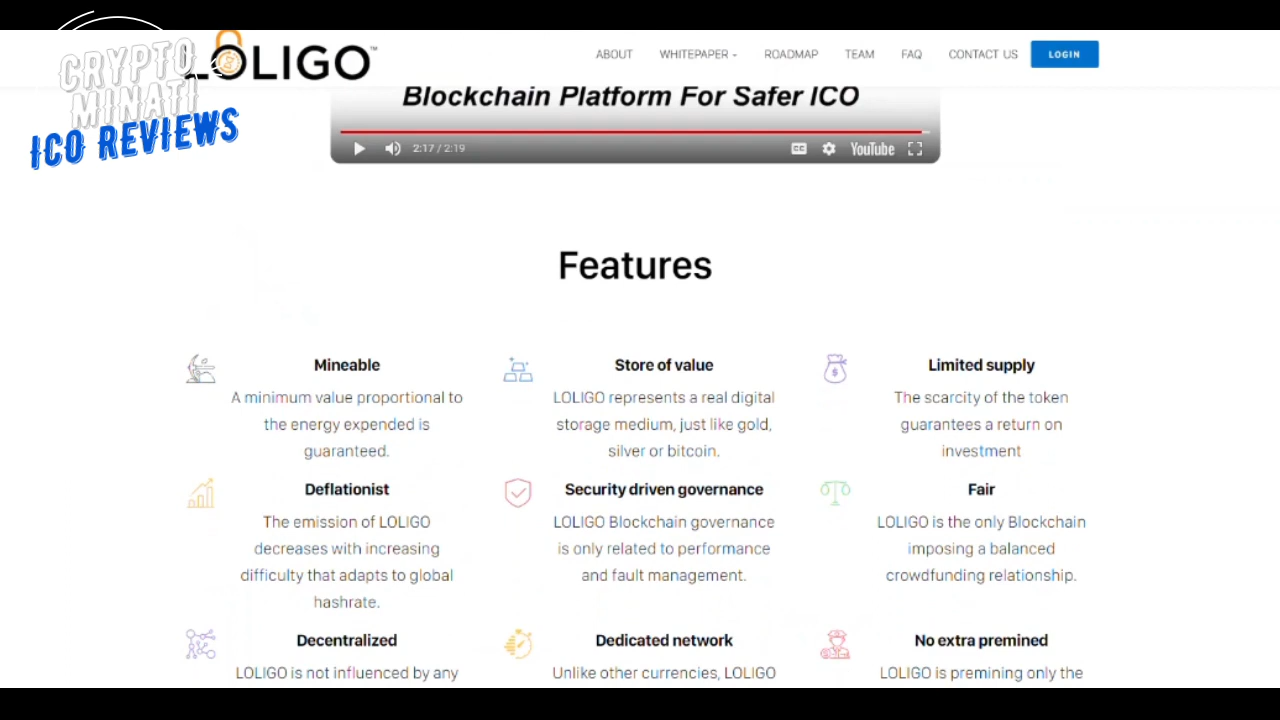 CRYPTO
MINATI
ICO REVIEWS
LOLIGO™
ABOUT
WHITEPAPER
ROADMAP
TEAM
FAQ
CONTACT US
LOGIN
Blockchain Platform For Safer ICO
2:17 / 2:19
CC
YouTube
Features
Mineable
A minimum value proportional to
the energy expended is
guaranteed.
Store of value
LOLIGO represents a real digital
storage medium, just like gold,
silver or bitcoin.
Limited supply
The scarcity of the token
guarantees a return on
investment
Deflationist
The emission of LOLIGO
decreases with increasing
difficulty that adapts to global
hashrate.
Security driven governance
LOLIGO Blockchain governance
is only related to performance
and fault management.
Fair
LOLIGO is the only Blockchain
imposing a balanced
crowdfunding relationship.
Decentralized
LOLIGO is not influenced by any
Dedicated network
Unlike other currencies, LOLIGO
No extra premined
LOLIGO is premining only the